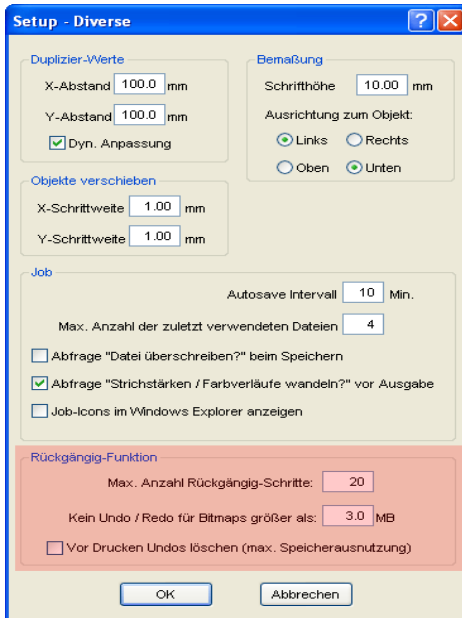 Setup - Diverse
Duplizier-Werte
X-Abstand 100.0 mm
Y-Abstand 100.0 mm
Dyn. Anpassung
Bemaßung
Schrifthöhe 10.00 mm
Ausrichtung zum Objekt:
Links Rechts
Oben Unten
Objekte verschieben
X-Schrittweite 1.00 mm
Y-Schrittweite 1.00 mm
Job
Autosave Intervall 10 Min.
Max. Anzahl der zuletzt verwendeten Dateien 4
Abfrage "Datei überschreiben?" beim Speichern
Abfrage "Strichstärken / Farbverläufe wandeln?" vor Ausgabe
Job-Icons im Windows Explorer anzeigen
Rückgängig-Funktion
Max. Anzahl Rückgängig-Schritte: 20
Kein Undo / Redo für Bitmaps größer als: 3.0 MB
Vor Drucken Undos löschen (max. Speicherausnutzung)
OK Abbrechen